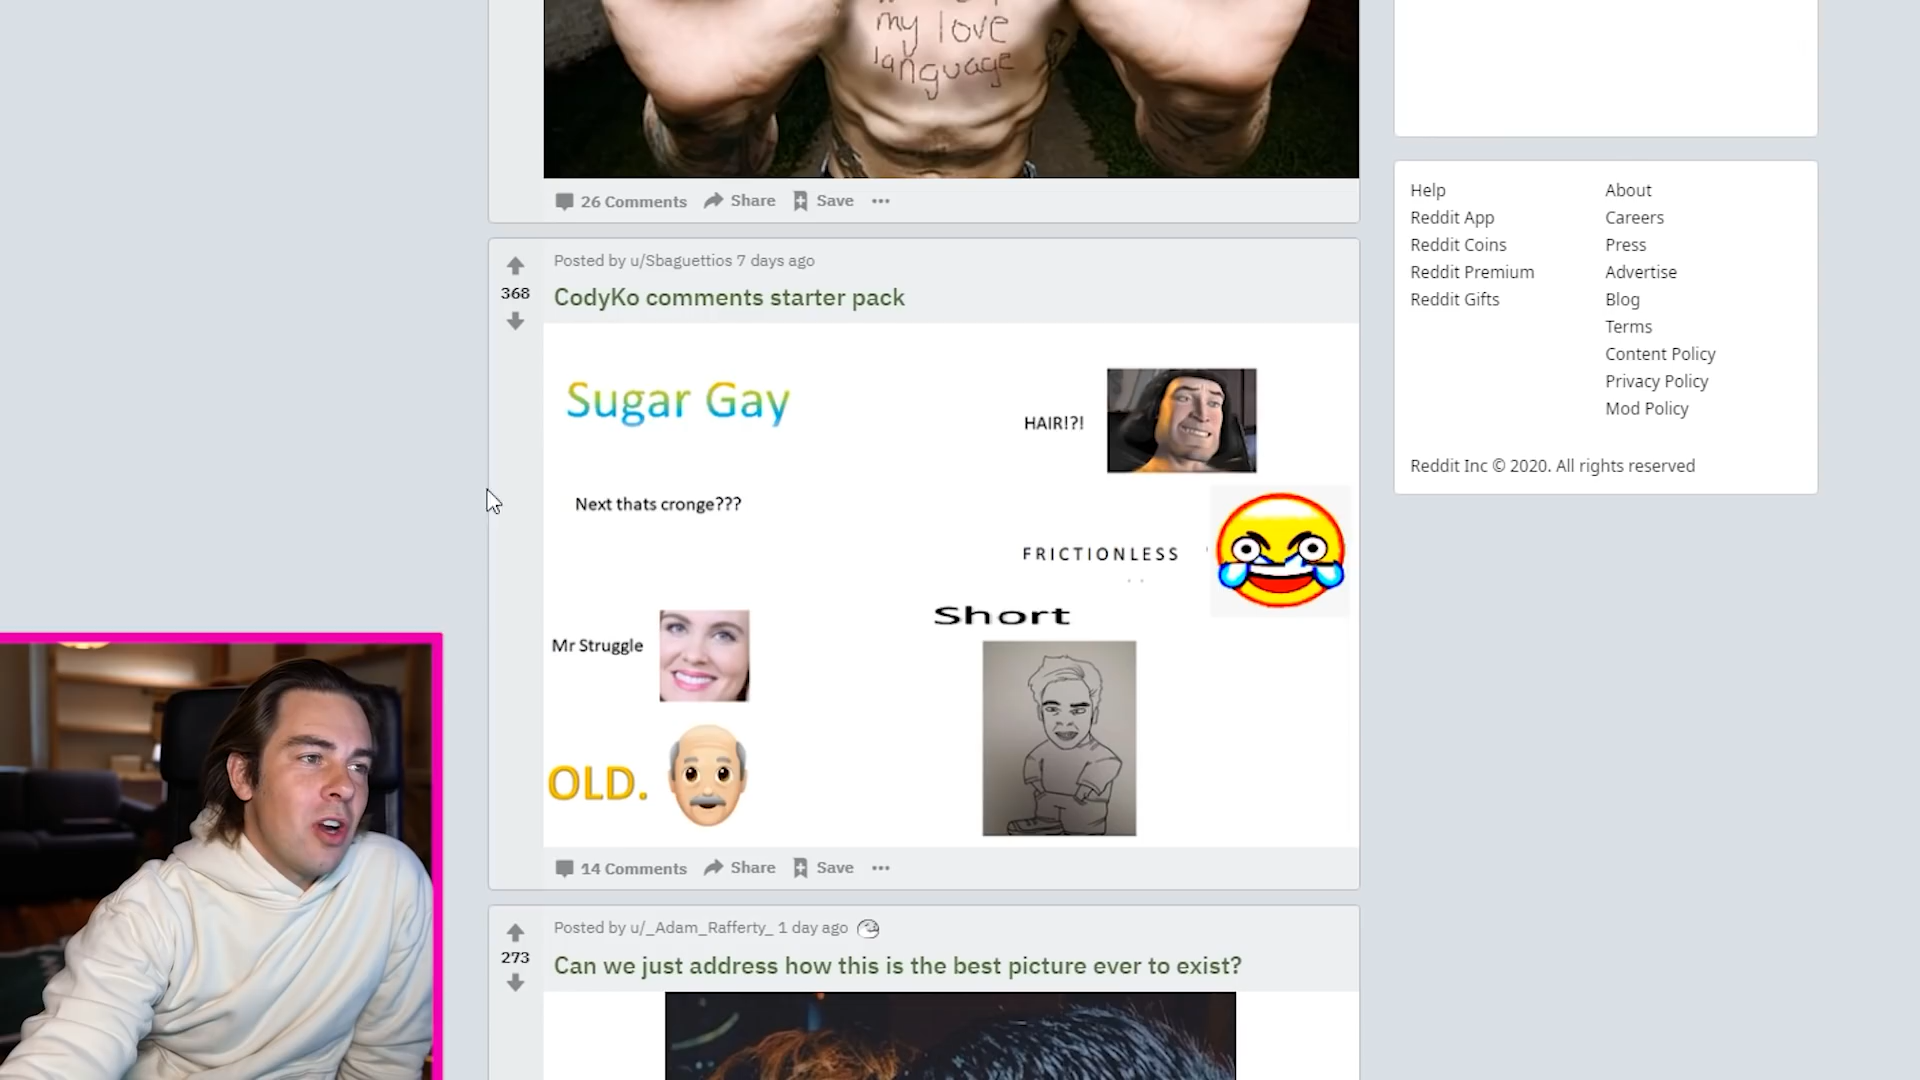 my love
language
26 Comments Share Save
Posted by u/Sbaguettios 7 days ago
368
CodyKo comments starter pack
Sugar Gay
HAIR!?!
Next thats cronge???
FRICTIONLESS
Short
Mr Struggle
OLD.
14 Comments Share Save
Posted by u/_Adam_Rafferty_ 1 day ago
273
Can we just address how this is the best picture ever to exist?
Help
Reddit App
Reddit Coins
Reddit Premium
Reddit Gifts
About
Careers
Press
Advertise
Blog
Terms
Content Policy
Privacy Policy
Mod Policy
Reddit Inc © 2020. All rights reserved